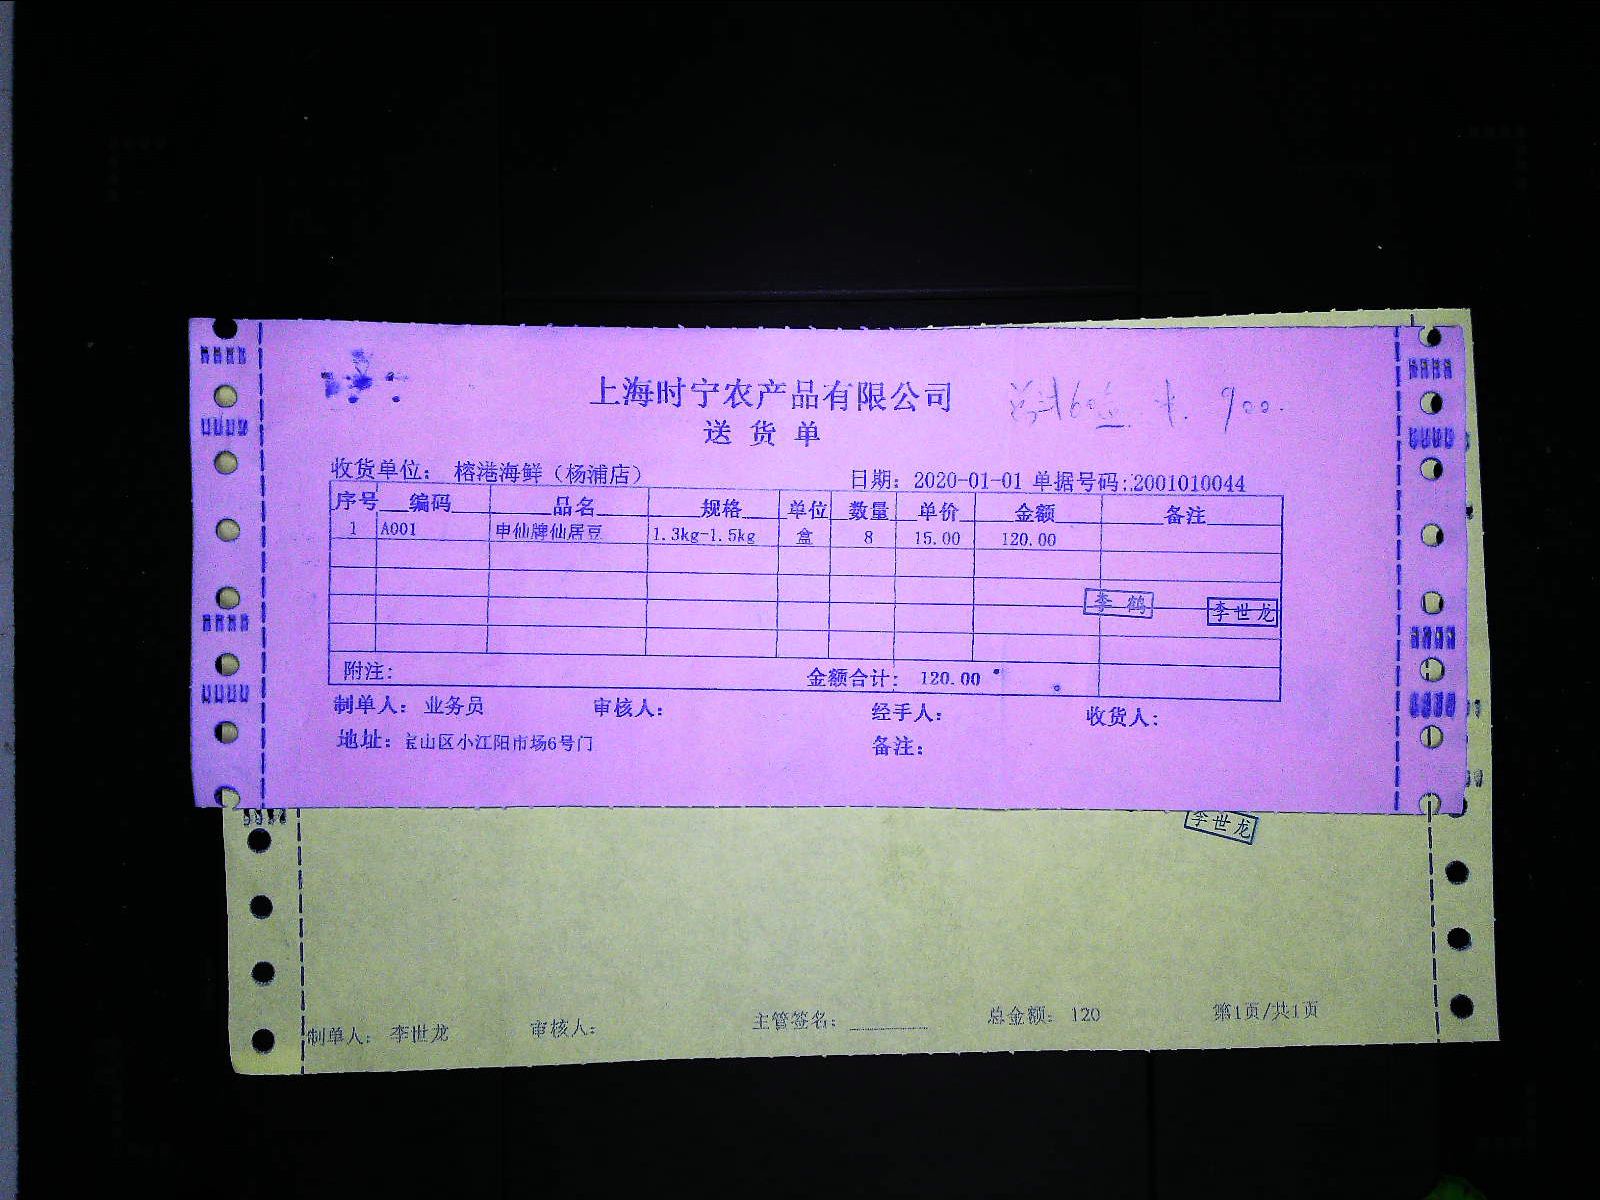 上海时宁农产品有限公司
送货单
900.
收货单位: 榕港海鲜(杨浦店)
日期: 2020-01-01 单据号码:2001010044
序号 编码 品名 规格 单位 数量 单价 金额 备注
1 A001 申仙牌仙居豆 1.3kg-1.5kg 盒 8 15.00 120.00
李鹤 李世龙
附注: 金额合计: 120.00
制单人: 业务员 审核人: 经手人: 收货人:
地址: 宝山区小江阳市场6号门 备注:
李世龙
制单人: 李世龙 审核人: 主管签名: 总金额: 120 第1页/共1页